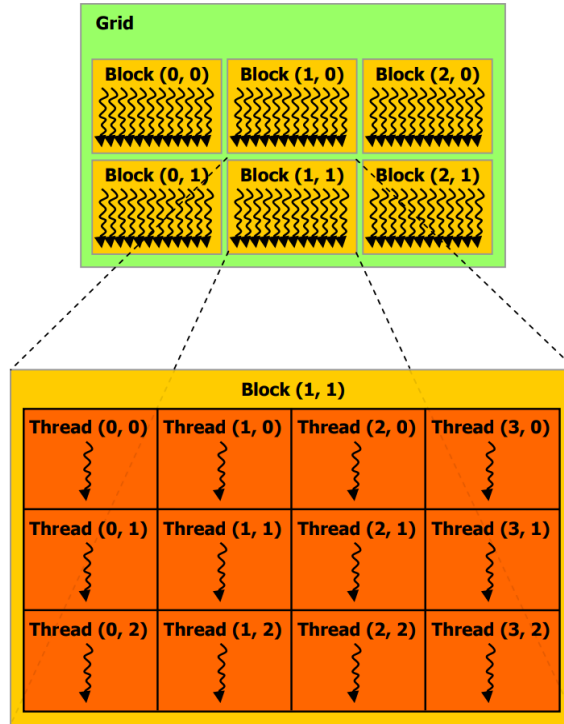 Grid
Block (0, 0) Block (1, 0) Block (2, 0)
Block (0, 1) Block (1, 1) Block (2, 1)
Block (1, 1)
Thread (0, 0) Thread (1, 0) Thread (2, 0) Thread (3, 0)
Thread (0, 1) Thread (1, 1) Thread (2, 1) Thread (3, 1)
Thread (0, 2) Thread (1, 2) Thread (2, 2) Thread (3, 2)